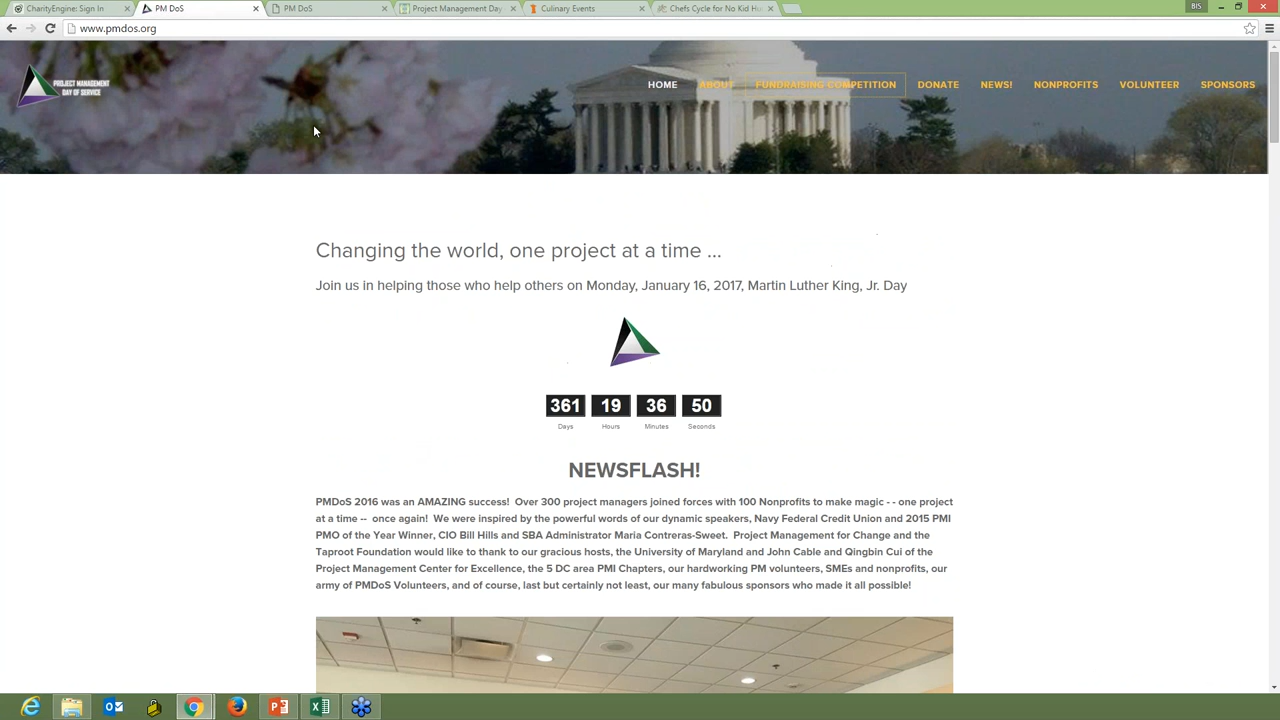 CharityEngine: Sign In
PM DoS
PM DoS
Project Management Day
Culinary Events
Chefs Cycle for No Kid Hu
BIS
www.pmdos.org
PROJECT MANAGEMENT
DAY OF SERVICE
HOME ABOUT FUNDRAISING COMPETITION DONATE NEWS! NONPROFITS VOLUNTEER SPONSORS
Changing the world, one project at a time ...
Join us in helping those who help others on Monday, January 16, 2017, Martin Luther King, Jr. Day
361 19 36 50
Days Hours Minutes Seconds
NEWSFLASH!
PMDoS 2016 was an AMAZING success! Over 300 project managers joined forces with 100 Nonprofits to make magic - - one project
at a time -- once again! We were inspired by the powerful words of our dynamic speakers, Navy Federal Credit Union and 2015 PMI
PMO of the Year Winner, CIO Bill Hills and SBA Administrator Maria Contreras-Sweet. Project Management for Change and the
Taproot Foundation would like to thank to our gracious hosts, the University of Maryland and John Cable and Qingbin Cui of the
Project Management Center for Excellence, the 5 DC area PMI Chapters, our hardworking PM volunteers, SMEs and nonprofits, our
army of PMDoS Volunteers, and of course, last but certainly not least, our many fabulous sponsors who made it all possible!